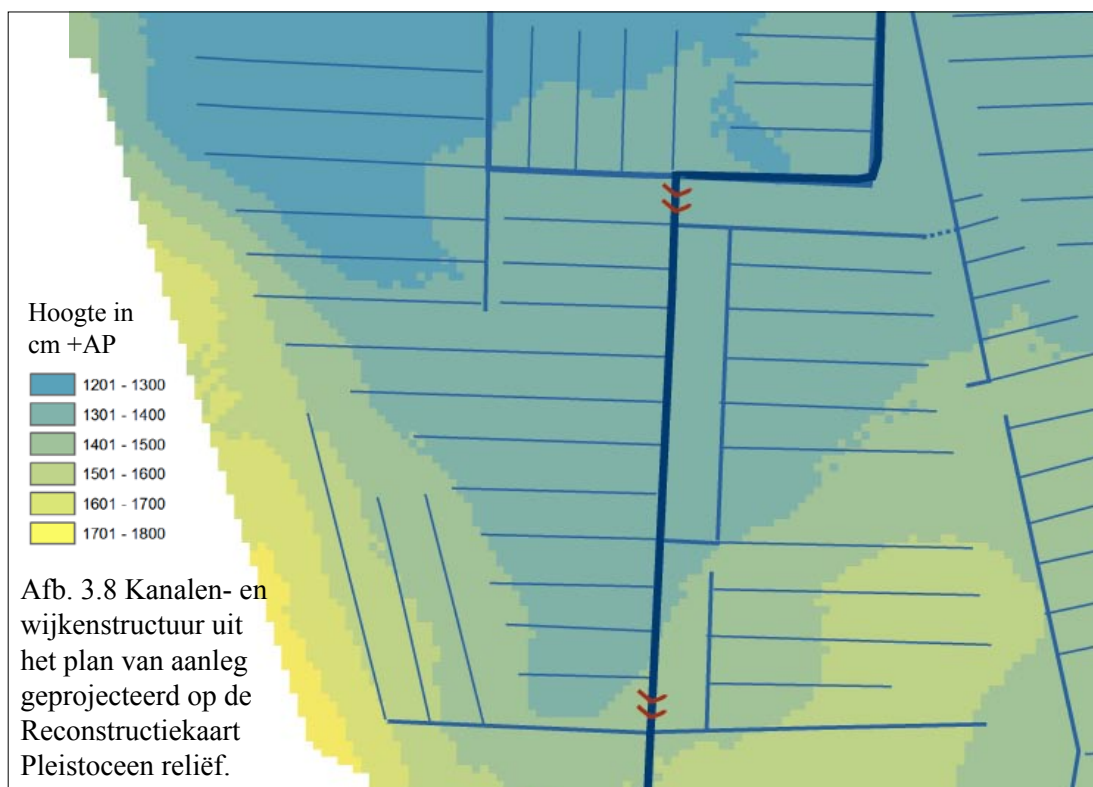 Hoogte in
cm +AP
1201 - 1300
1301 - 1400
1401 - 1500
1501 - 1600
1601 - 1700
1701 - 1800
Afb. 3.8 Kanalen- en
wijkenstructuur uit
het plan van aanleg
geprojecteerd op de
Reconstructiekaart
Pleistoceen reliëf.